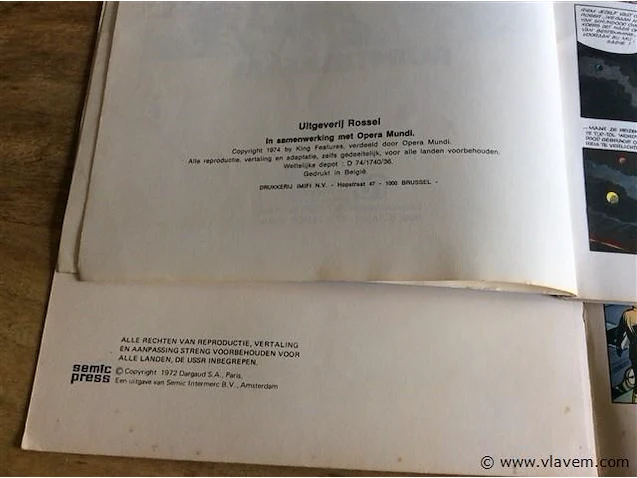 Uitgeverij Rossel
In samenwerking met Opera Mundi.
Copyright 1974 by King Features, verdeeld door Opera Mundi.
Alle reproductie, vertaling en adaptatie, zelfs gedeeltelijk, voor alle landen voorbehouden.
Wettelijke depot : D 74/1740/36.
Gedrukt in België.
DRUKKERIJ IMIFI N.V. - Hopstraat 47 - 1000 BRUSSEL -
ALLE RECHTEN VAN REPRODUCTIE, VERTALING
EN AANPASSING STRENG VOORBEHOUDEN VOOR
ALLE LANDEN, DE USSR INBEGREPEN.
semic
press
© Copyright 1972 Dargaud S.A., Paris.
Een uitgave van Semic Intermerc B.V., Amsterdam
© www.vlavem.com